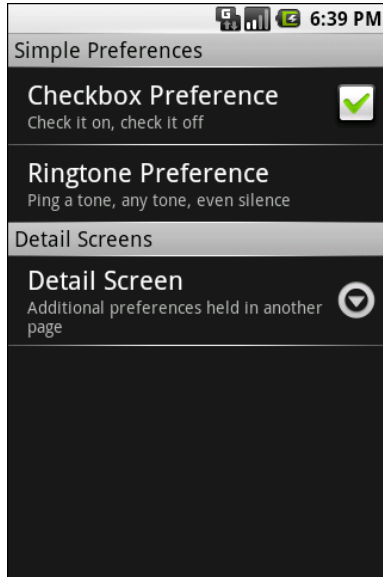 G 6:39 PM
Simple Preferences
Checkbox Preference
Check it on, check it off
Ringtone Preference
Ping a tone, any tone, even silence
Detail Screens
Detail Screen
Additional preferences held in another
page